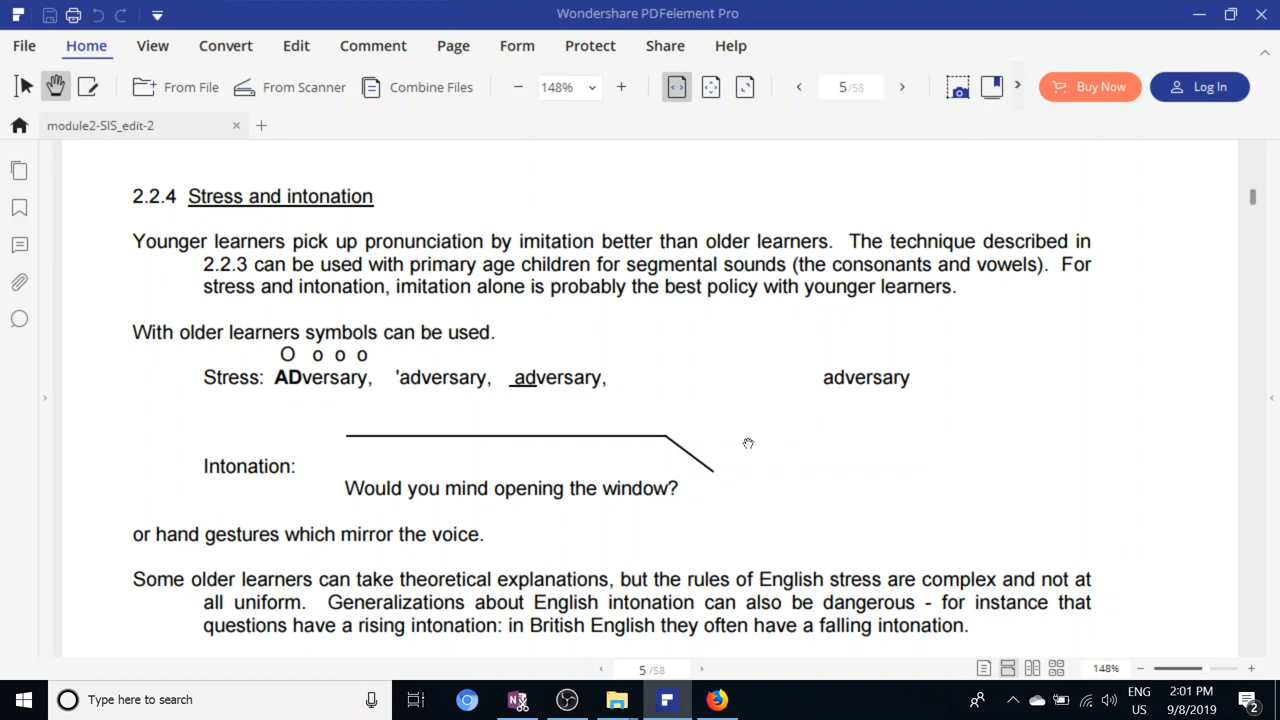 Wondershare PDFelement Pro
File Home View Convert Edit Comment Page Form Protect Share Help
From File From Scanner Combine Files 148% 5/58 Buy Now Log In
module2-SIS_edit-2
2.2.4 Stress and intonation
Younger learners pick up pronunciation by imitation better than older learners. The technique described in
2.2.3 can be used with primary age children for segmental sounds (the consonants and vowels). For
stress and intonation, imitation alone is probably the best policy with younger learners.
With older learners symbols can be used.
O o o o
Stress: ADversary, 'adversary, adversary, adversary
Intonation:
Would you mind opening the window?
or hand gestures which mirror the voice.
Some older learners can take theoretical explanations, but the rules of English stress are complex and not at
all uniform. Generalizations about English intonation can also be dangerous - for instance that
questions have a rising intonation: in British English they often have a falling intonation.
5 /58 148%
Type here to search
ENG
US
2:01 PM
9/8/2019
2